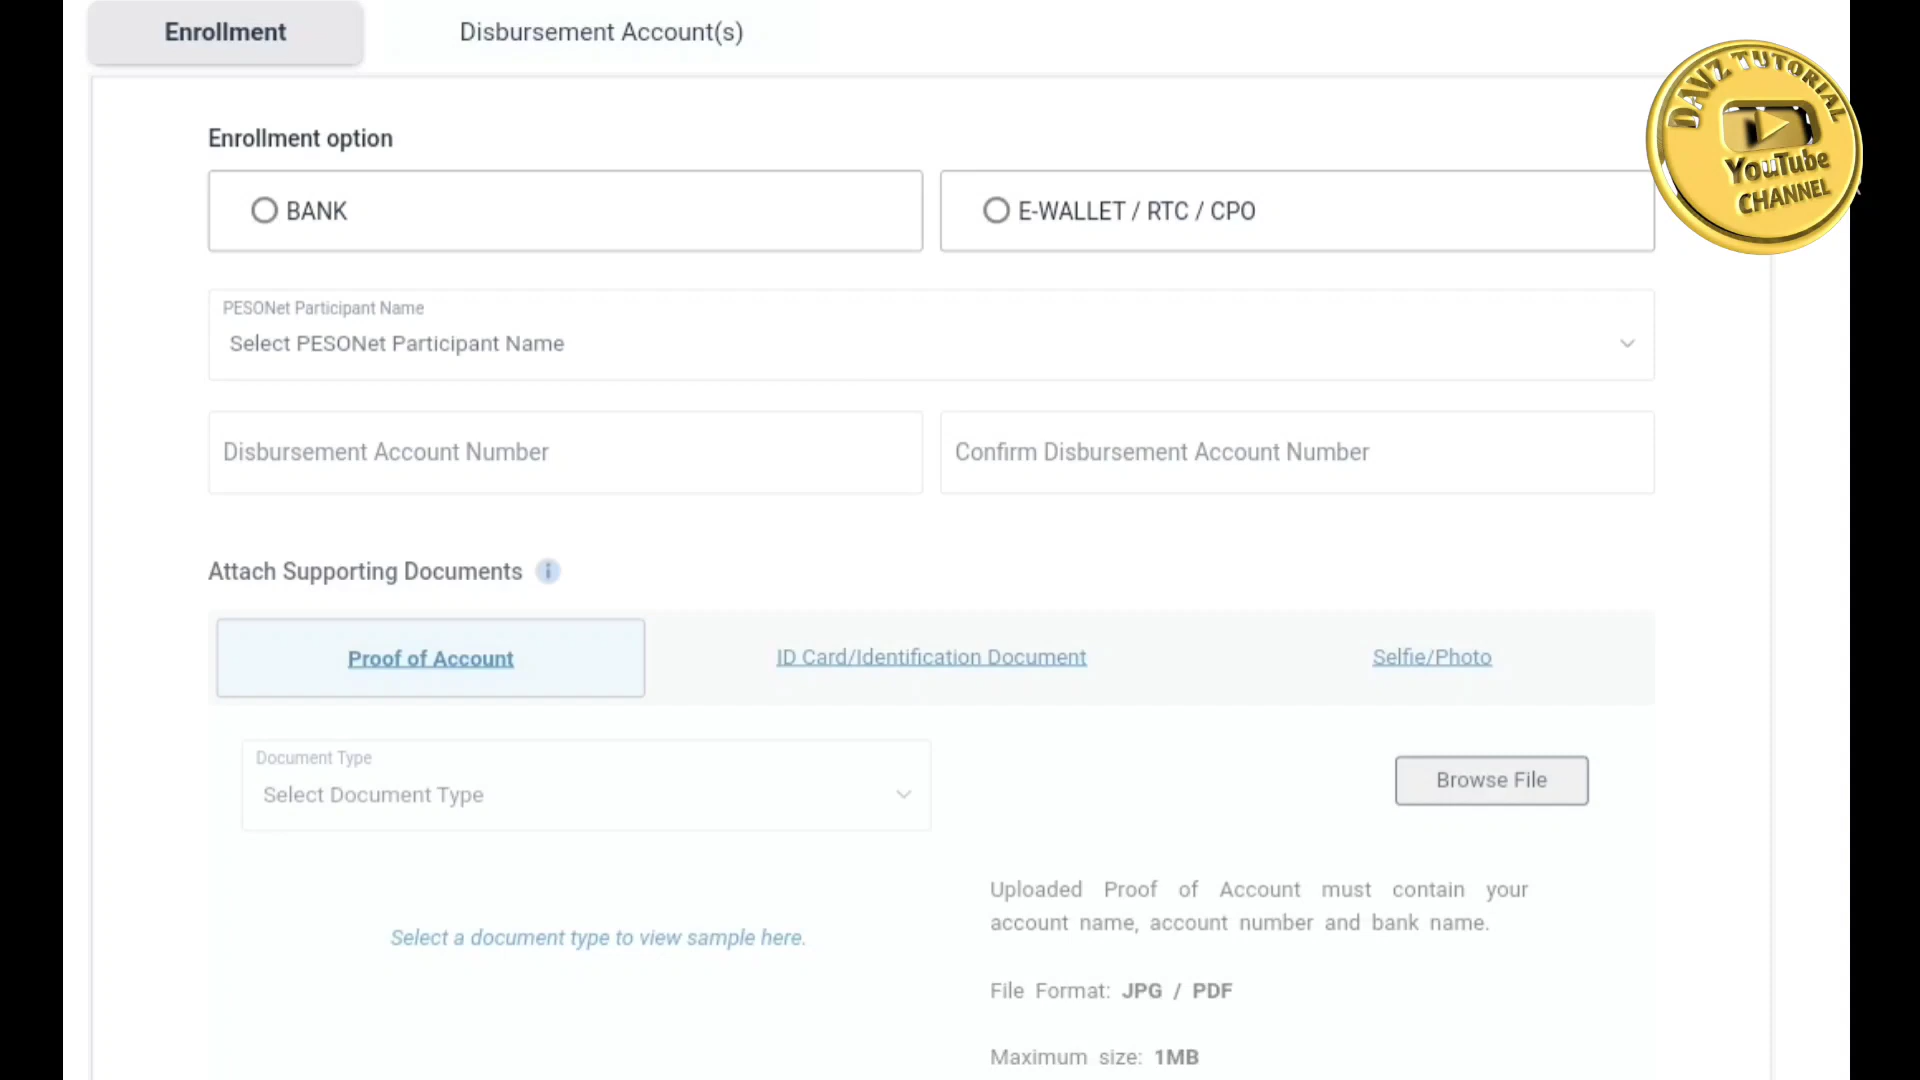 Enrollment
Disbursement Account(s)
DAVZ TUTORIAL
YouTube
CHANNEL
Enrollment option
BANK
E-WALLET / RTC / CPO
PESONet Participant Name
Select PESONet Participant Name
Disbursement Account Number
Confirm Disbursement Account Number
Attach Supporting Documents
i
Proof of Account
ID Card/Identification Document
Selfie/Photo
Document Type
Select Document Type
Browse File
Select a document type to view sample here.
Uploaded Proof of Account must contain your
account name, account number and bank name.
File Format: JPG / PDF
Maximum size: 1MB